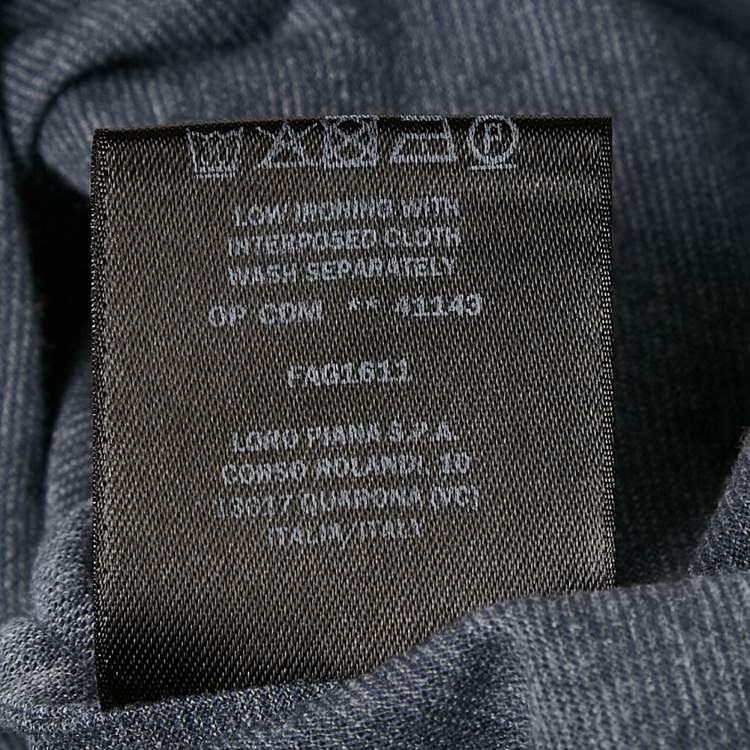 LOW IRONING WITH
INTERPOSED CLOTH
WASH SEPARATELY
OP COM ** 41143
FAG1611
LORO PIANA S.P.A.
CORSO ROLANDI, 10
13017 QUARONA (VC)
ITALIA/ITALY